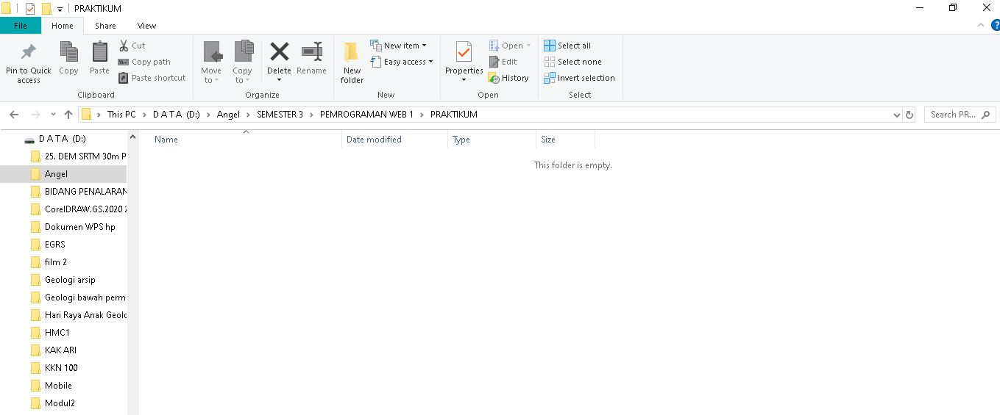 PRAKTIKUM
File Home Share View
Pin to Quick access
Copy
Paste
Cut
Copy path
Paste shortcut
Clipboard
Move to
Copy to
Delete
Rename
Organize
New folder
New item
Easy access
New
Properties
Open
Edit
History
Open
Select all
Select none
Invert selection
Select
This PC > D A T A (D:) > Angel > SEMESTER 3 > PEMROGRAMAN WEB 1 > PRAKTIKUM
Search PR...
Name Date modified Type Size
This folder is empty.
D A T A (D:)
25. DEM SRTM 30m P
Angel
BIDANG PENALARAN
CorelDRAW.GS.2020 2
Dokumen WPS hp
EGRS
film 2
Geologi arsip
Geologi bawah perm
Hari Raya Anak Geolo
HMC1
KAK ARI
KKN 100
Mobile
Modul2